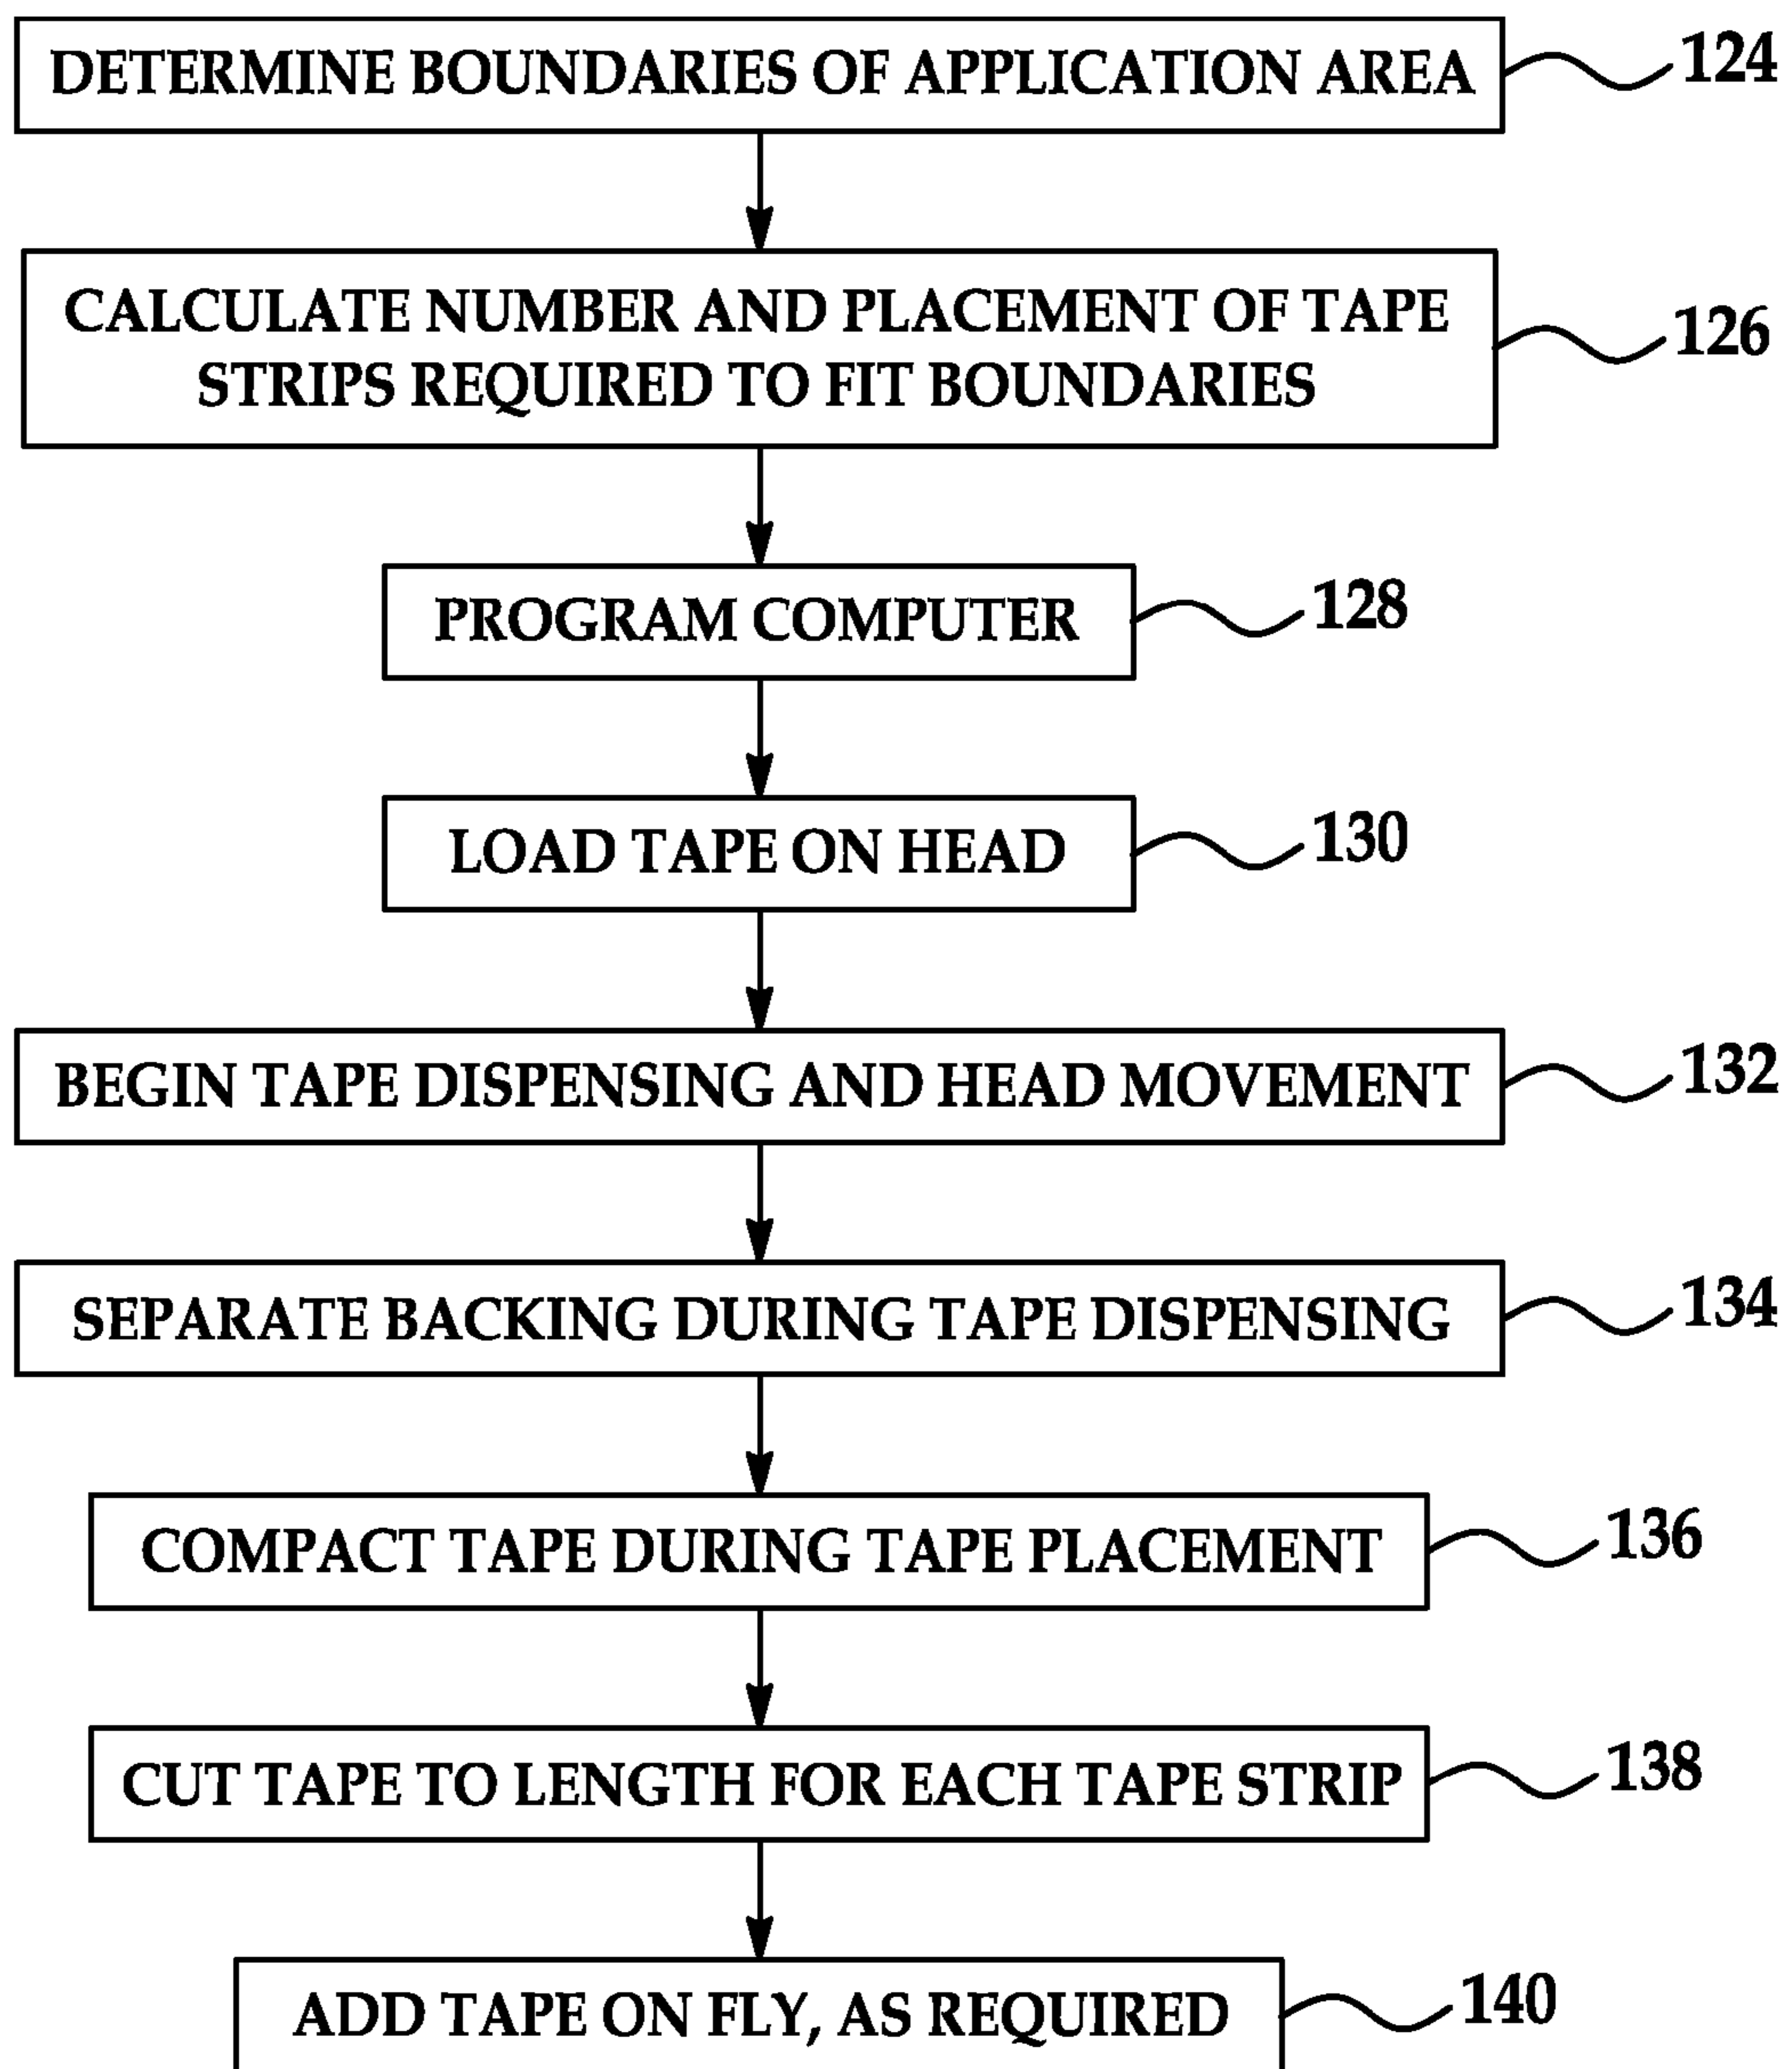 DETERMINE BOUNDARIES OF APPLICATION AREA
124
CALCULATE NUMBER AND PLACEMENT OF TAPE
STRIPS REQUIRED TO FIT BOUNDARIES
126
PROGRAM COMPUTER
128
LOAD TAPE ON HEAD
130
BEGIN TAPE DISPENSING AND HEAD MOVEMENT
132
SEPARATE BACKING DURING TAPE DISPENSING
134
COMPACT TAPE DURING TAPE PLACEMENT
136
CUT TAPE TO LENGTH FOR EACH TAPE STRIP
138
ADD TAPE ON FLY, AS REQUIRED
140